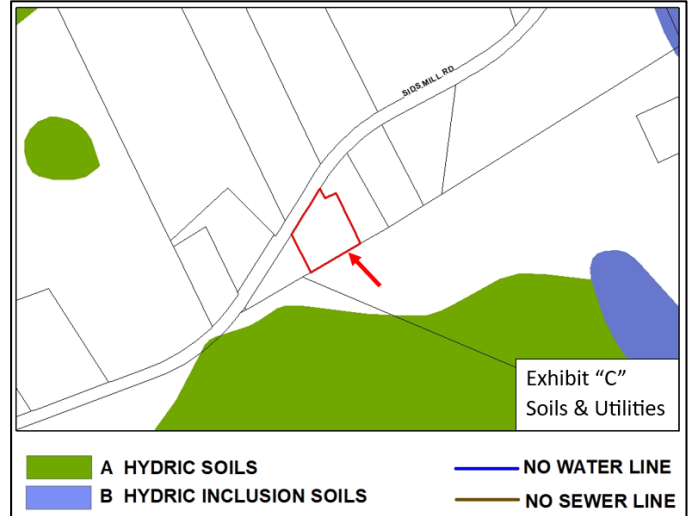 SIDS MILL RD
Exhibit “C”
Soils & Utilities
A HYDRIC SOILS
B HYDRIC INCLUSION SOILS
NO WATER LINE
NO SEWER LINE